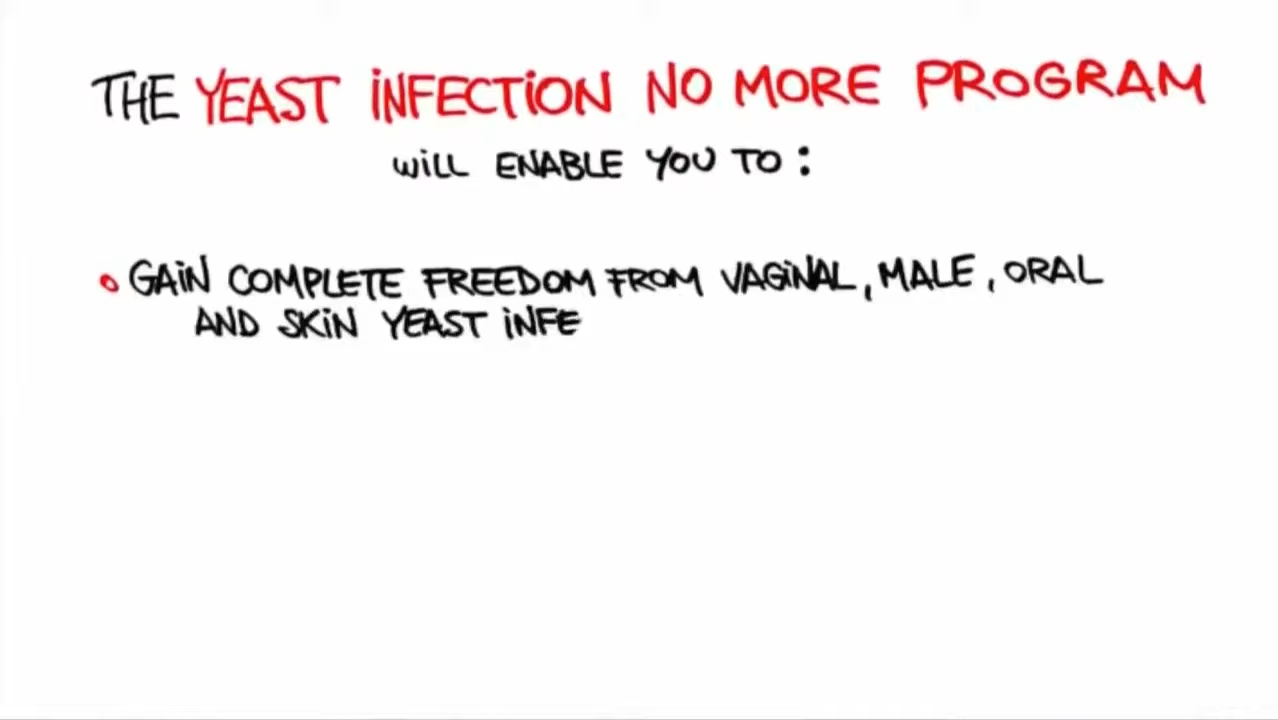 THE YEAST INFECTION NO MORE PROGRAM
WILL ENABLE YOU TO:
• GAIN COMPLETE FREEDOM FROM VAGINAL, MALE, ORAL
AND SKIN YEAST INFE